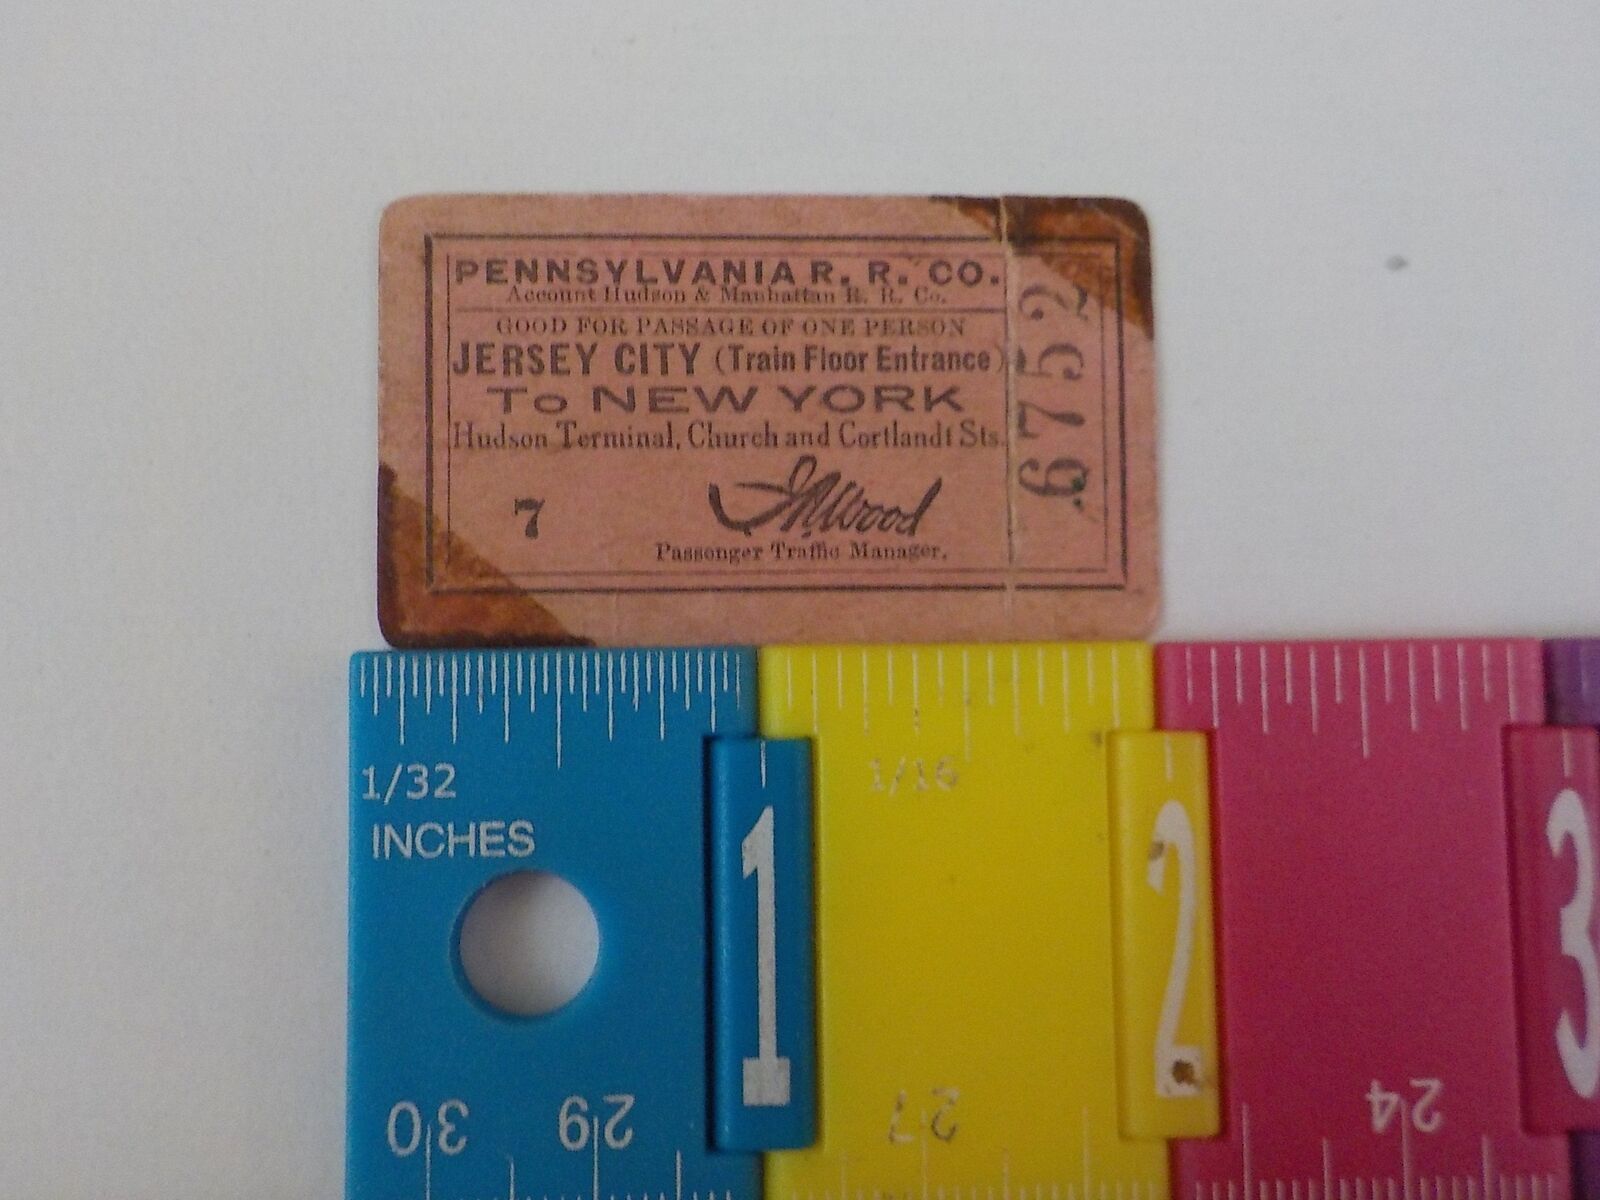 PENNSYLVANIA R. R. CO.
Account Hudson & Manhattan R. R. Co.
GOOD FOR PASSAGE OF ONE PERSON
JERSEY CITY (Train Floor Entrance)
To NEW YORK
Hudson Terminal, Church and Cortlandt Sts.
7
J. R. Wood
Passenger Traffic Manager.
2579
1/32
INCHES
1/16
1
2
3
30
29
27
24